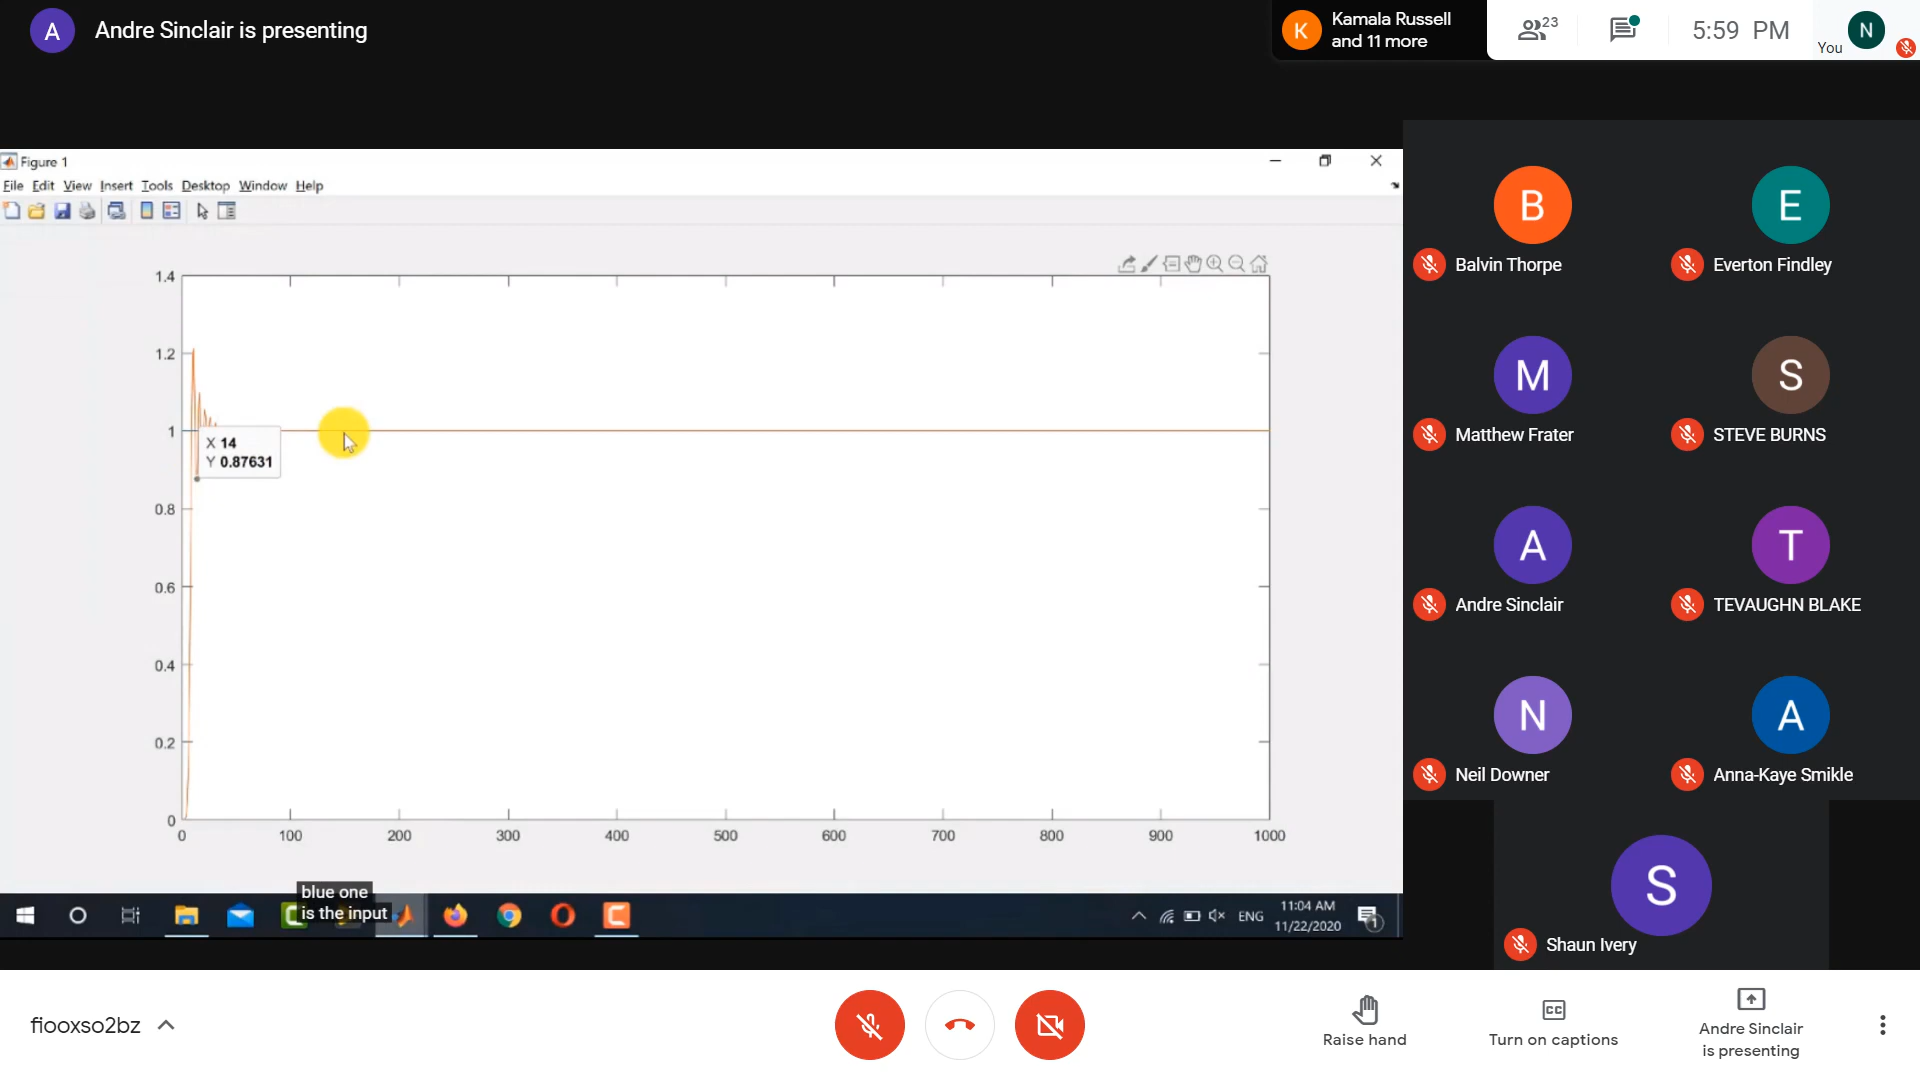 A
Andre Sinclair is presenting
K
Kamala Russell
and 11 more
23
5:59 PM
You
N
Figure 1
File Edit View Insert Tools Desktop Window Help
1.4
1.2
1
0.8
0.6
0.4
0.2
0
0 100 200 300 400 500 600 700 800 900 1000
X 14
Y 0.87631
blue one
is the input
ENG
11:04 AM
11/22/2020
1
B
Balvin Thorpe
E
Everton Findley
M
Matthew Frater
S
STEVE BURNS
A
Andre Sinclair
T
TEVAUGHN BLAKE
N
Neil Downer
A
Anna-Kaye Smikle
S
Shaun Ivery
fiooxso2bz
Raise hand
CC
Turn on captions
Andre Sinclair
is presenting